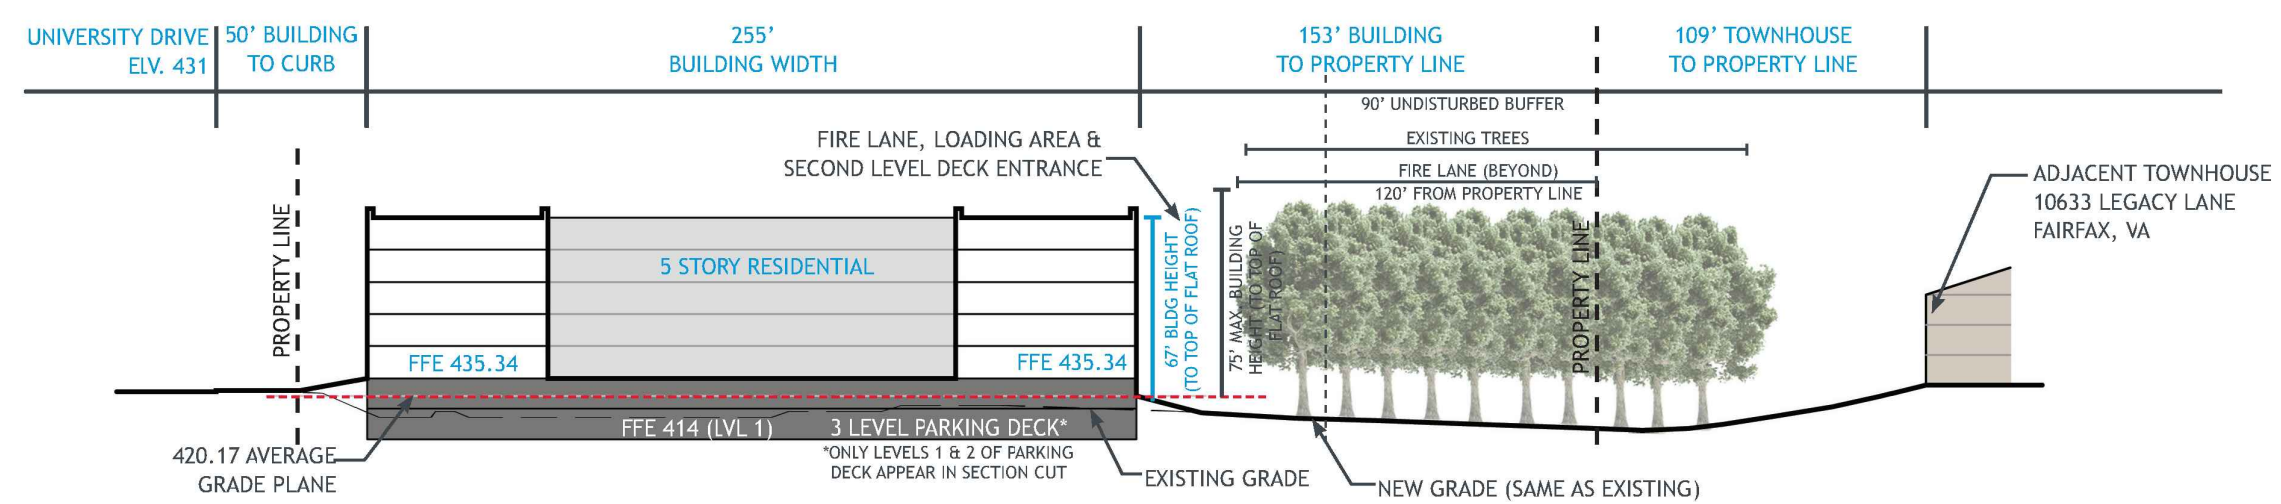 UNIVERSITY DRIVE
ELV. 431
50’ BUILDING
TO CURB
255’
BUILDING WIDTH
153’ BUILDING
TO PROPERTY LINE
109’ TOWNHOUSE
TO PROPERTY LINE
90’ UNDISTURBED BUFFER
EXISTING TREES
FIRE LANE (BEYOND)
120’ FROM PROPERTY LINE
FIRE LANE, LOADING AREA &
SECOND LEVEL DECK ENTRANCE
ADJACENT TOWNHOUSE
10633 LEGACY LANE
FAIRFAX, VA
PROPERTY LINE
5 STORY RESIDENTIAL
FFE 435.34
FFE 435.34
67’ BLDG HEIGHT
(TO TOP OF FLAT ROOF)
75’ MAX. BUILDING
HEIGHT (TO TOP OF
FLAT ROOF)
PROPERTY LINE
FFE 414 (LVL 1)
3 LEVEL PARKING DECK*
*ONLY LEVELS 1 & 2 OF PARKING
DECK APPEAR IN SECTION CUT
420.17 AVERAGE
GRADE PLANE
EXISTING GRADE
NEW GRADE (SAME AS EXISTING)